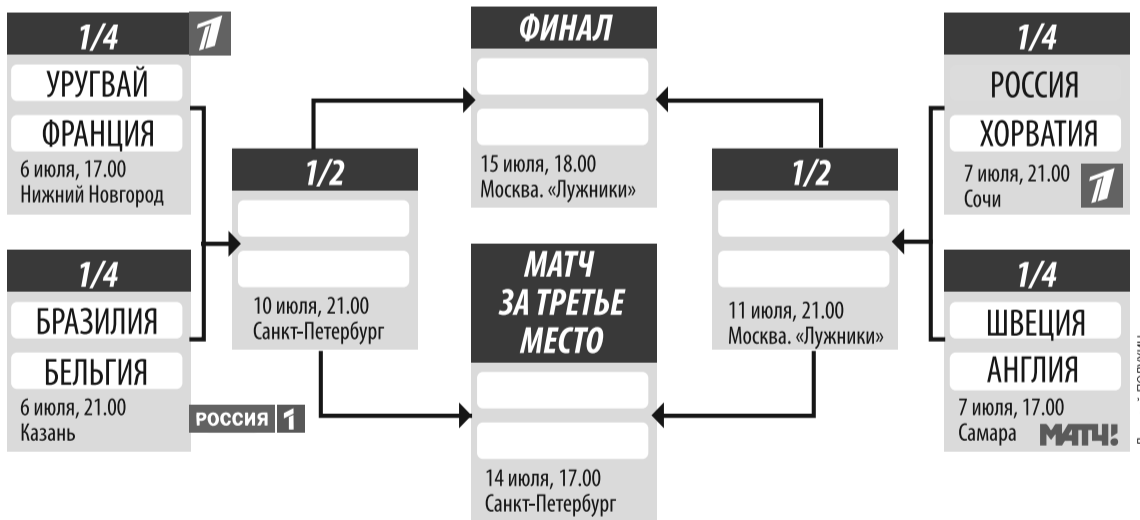 1/4
УРУГВАЙ
ФРАНЦИЯ
6 июля, 17.00
Нижний Новгород
1/4
БРАЗИЛИЯ
БЕЛЬГИЯ
6 июля, 21.00
Казань
РОССИЯ 1
1/2
10 июля, 21.00
Санкт-Петербург
ФИНАЛ
15 июля, 18.00
Москва. «Лужники»
МАТЧ
ЗА ТРЕТЬЕ
МЕСТО
14 июля, 17.00
Санкт-Петербург
1/2
11 июля, 21.00
Москва. «Лужники»
1/4
РОССИЯ
ХОРВАТИЯ
7 июля, 21.00
Сочи
1/4
ШВЕЦИЯ
АНГЛИЯ
7 июля, 17.00
Самара МАТЧ!